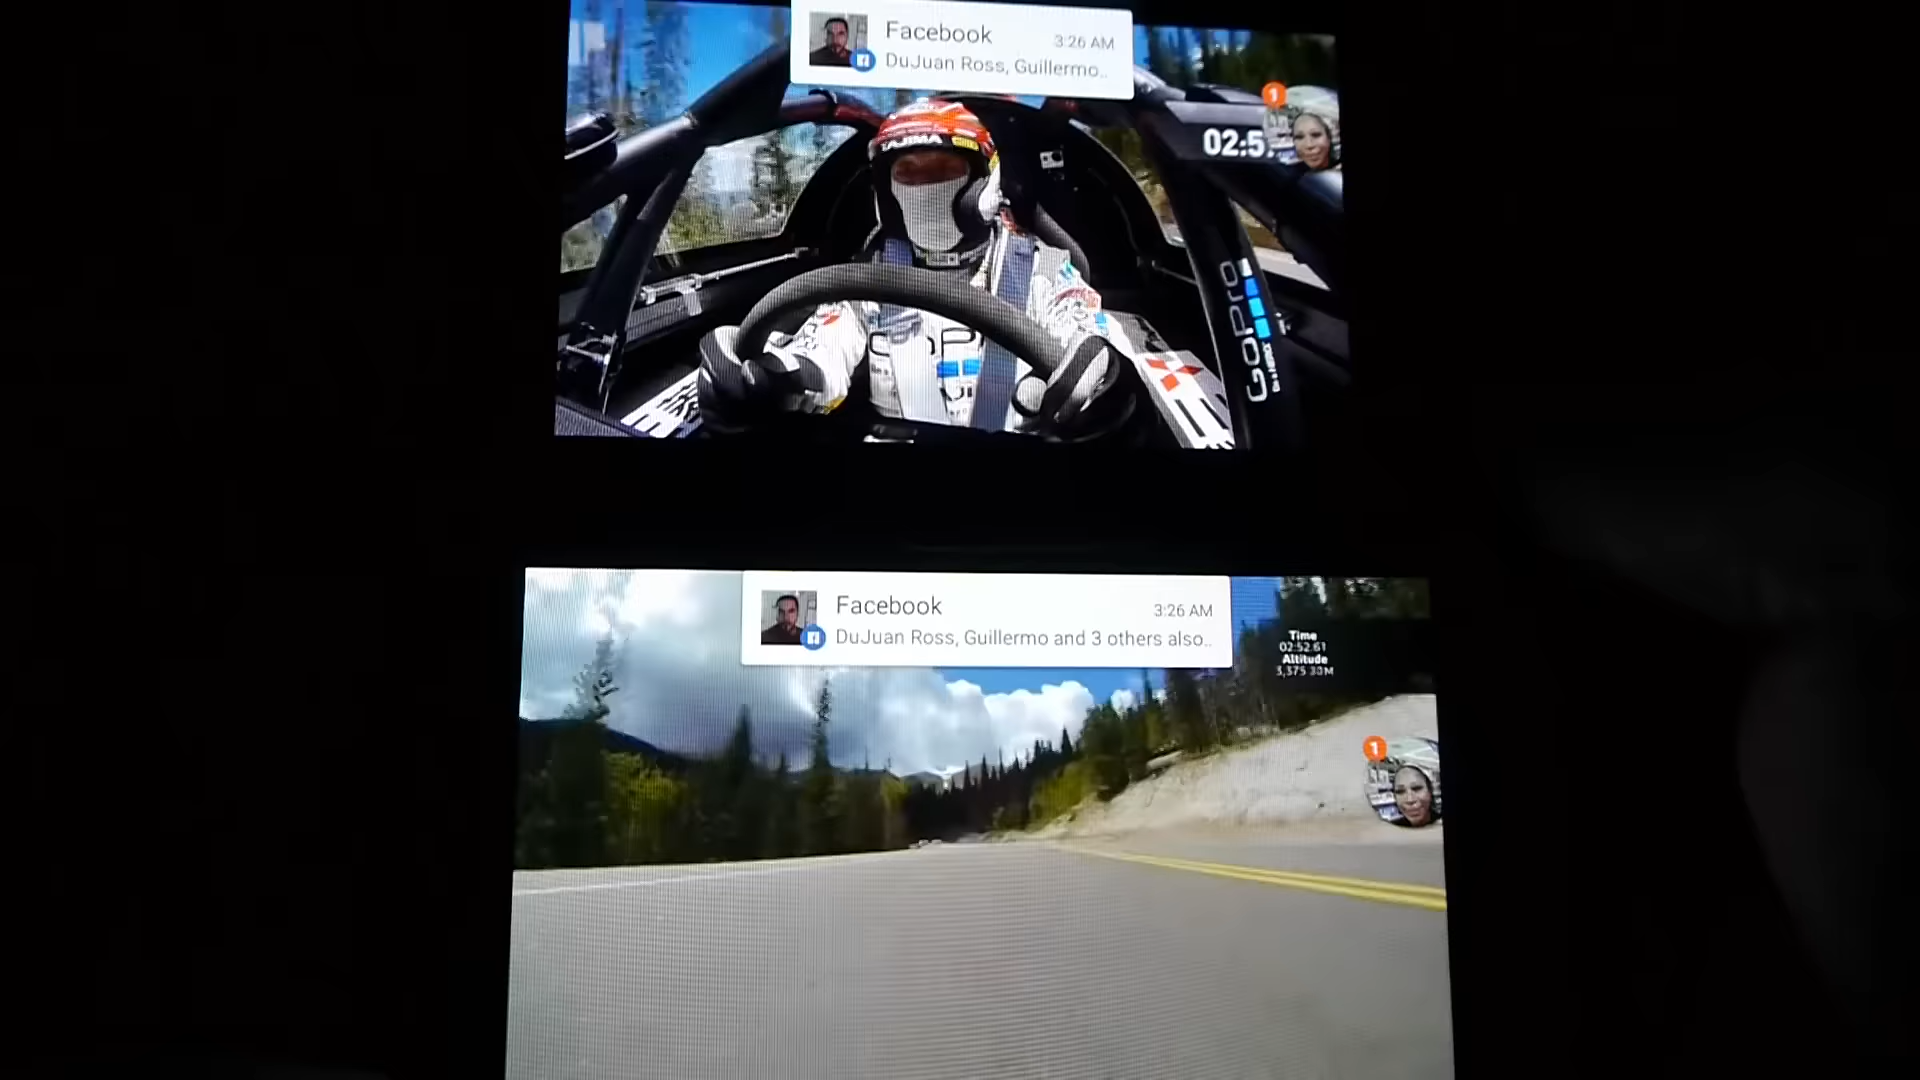 Facebook
3:26 AM
DuJuan Ross, Guillermo..
1
02:5
TAJIMA
GoPro
Facebook
3:26 AM
DuJuan Ross, Guillermo and 3 others also..
Time
02:52.61
Altitude
3,375 30M
1